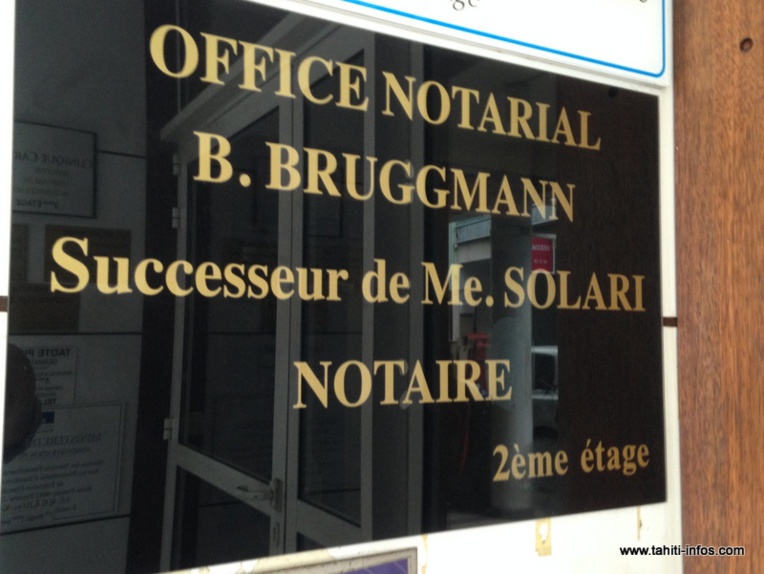 OFFICE NOTARIAL
B. BRUGGMANN
Successeur de Me. SOLARI
NOTAIRE
2ème étage
www.tahiti-infos.com